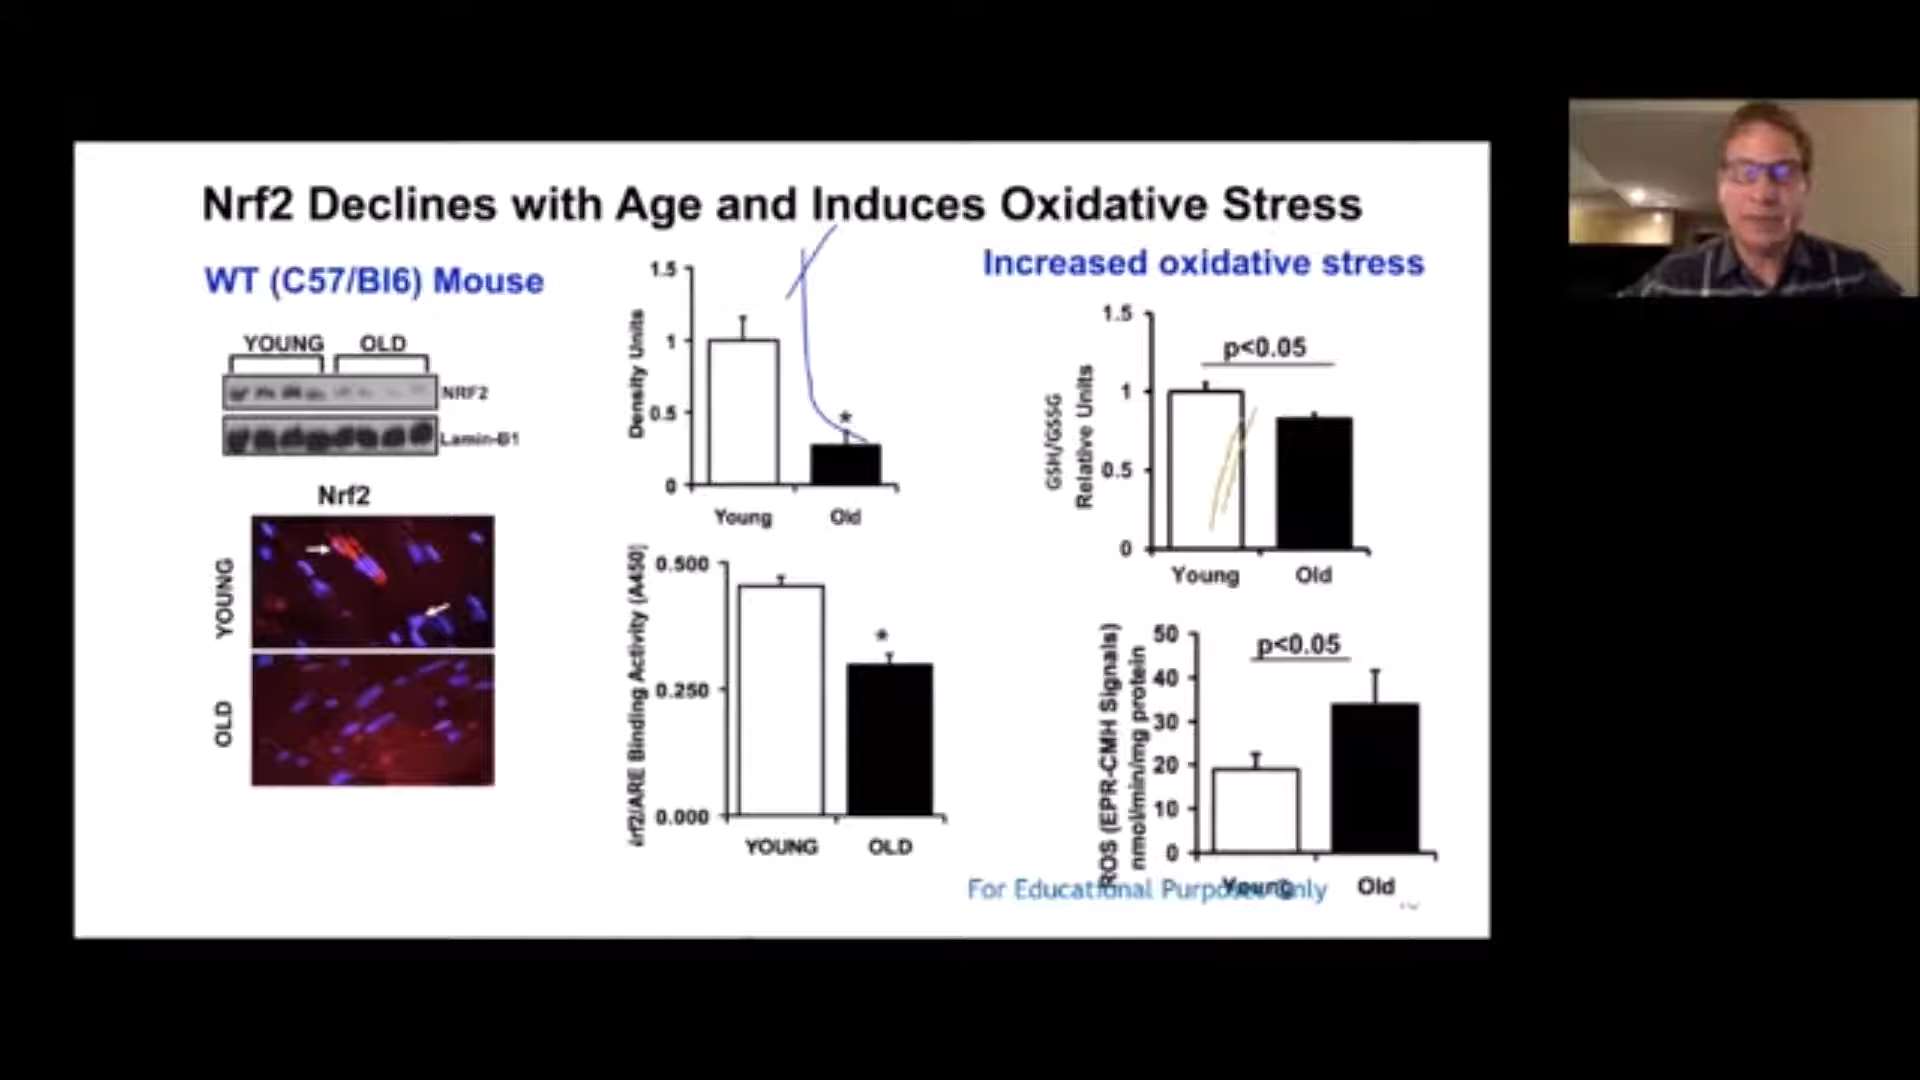 Nrf2 Declines with Age and Induces Oxidative Stress
WT (C57/Bl6) Mouse
YOUNG OLD
NRF2
Lamin-B1
Nrf2
YOUNG
OLD
Density Units
1.5
1
0.5
0
*
Young Old
rf2/ARE Binding Activity (A450)
0.500
0.250
0.000
*
YOUNG OLD
Increased oxidative stress
GSH/GSSG
Relative Units
1.5
1
0.5
0
p<0.05
Young Old
ROS (EPR-CMH Signals)
nmol/min/mg protein
50
40
30
20
10
0
p<0.05
Young Old
For Educational Purposes Only